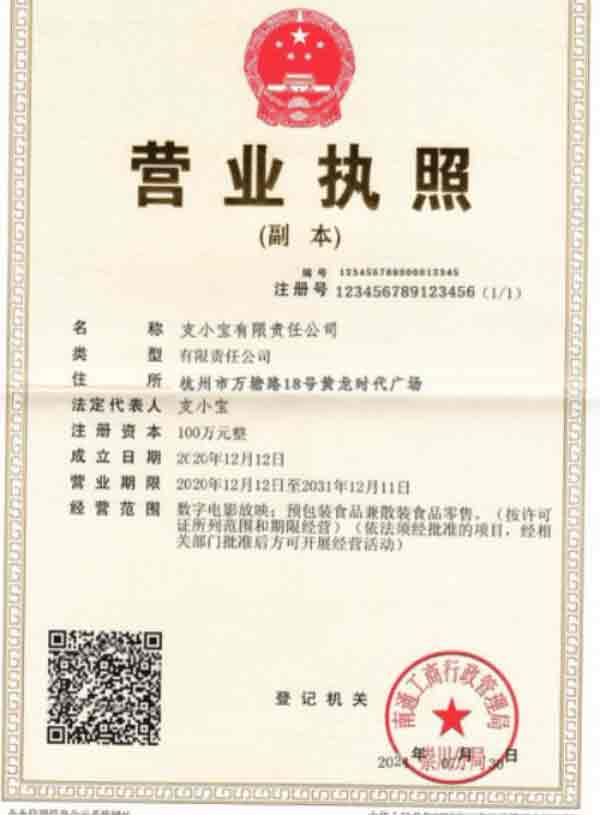 营业执照
(副 本)
编 号 123456788000012345
注 册 号 123456789123456 (1/1)
名 称 支小宝有限责任公司
类 型 有限责任公司
住 所 杭州市万塘路18号黄龙时代广场
法定代表人 支小宝
注 册 资 本 100万元整
成 立 日 期 2020年12月12日
营 业 期 限 2020年12月12日至2031年12月11日
经 营 范 围 数字电影放映；预包装食品兼散装食品零售。(按许可
证所列范围和期限经营)(依法须经批准的项目，经相
关部门批准后方可开展经营活动)
登 记 机 关
南通工商行政管理局
崇川分局
年 月 日